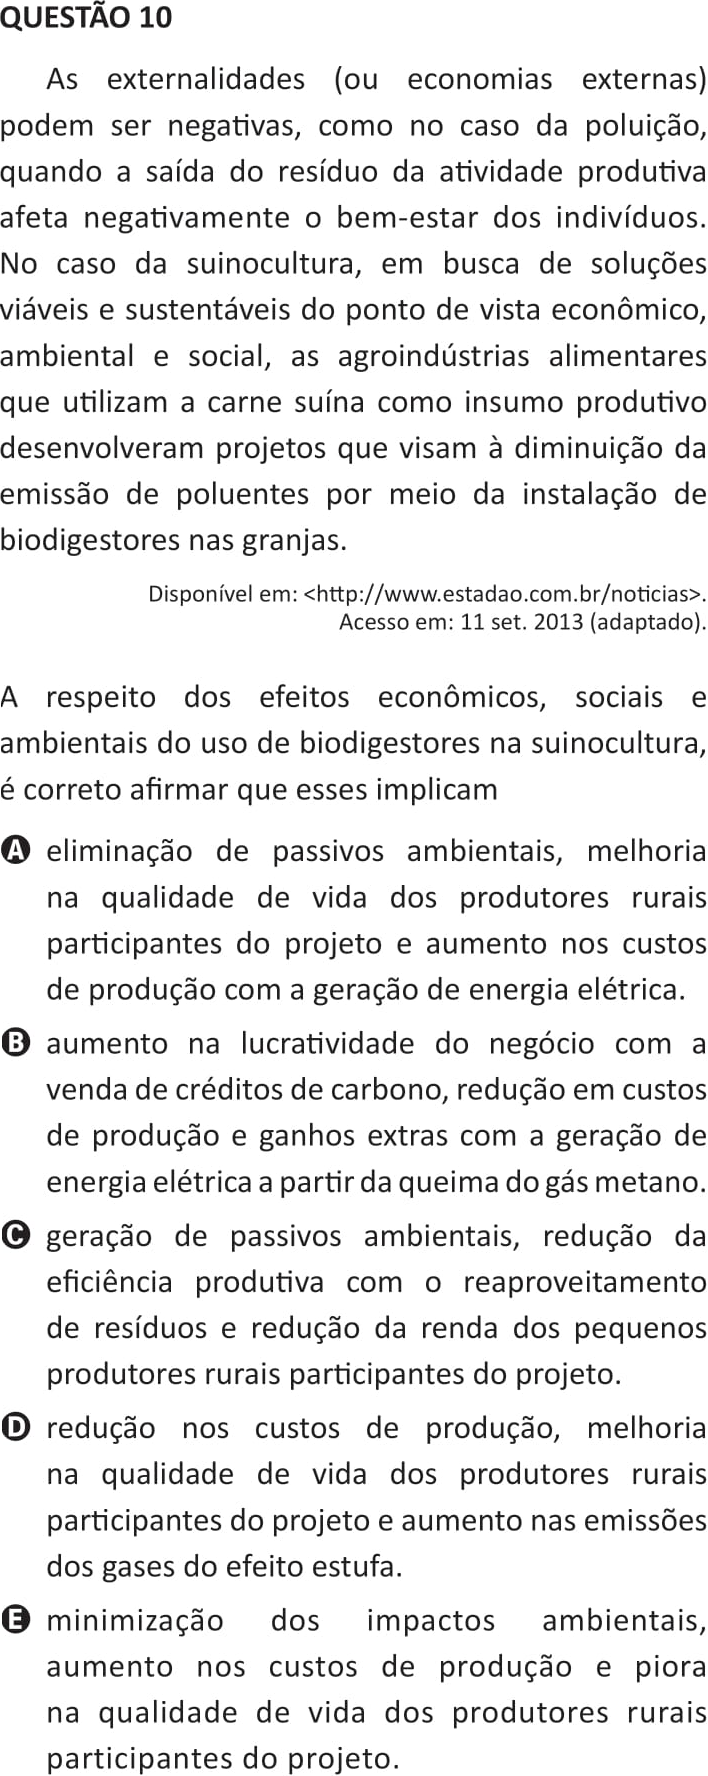 QUESTÃO 10
As externalidades (ou economias externas)
podem ser negativas, como no caso da poluição,
quando a saída do resíduo da atividade produtiva
afeta negativamente o bem-estar dos indivíduos.
No caso da suinocultura, em busca de soluções
viáveis e sustentáveis do ponto de vista econômico,
ambiental e social, as agroindústrias alimentares
que utilizam a carne suína como insumo produtivo
desenvolveram projetos que visam à diminuição da
emissão de poluentes por meio da instalação de
biodigestores nas granjas.
Disponível em: <http://www.estadao.com.br/noticias>.
Acesso em: 11 set. 2013 (adaptado).
A respeito dos efeitos econômicos, sociais e
ambientais do uso de biodigestores na suinocultura,
é correto afirmar que esses implicam
A eliminação de passivos ambientais, melhoria
na qualidade de vida dos produtores rurais
participantes do projeto e aumento nos custos
de produção com a geração de energia elétrica.
B aumento na lucratividade do negócio com a
venda de créditos de carbono, redução em custos
de produção e ganhos extras com a geração de
energia elétrica a partir da queima do gás metano.
C geração de passivos ambientais, redução da
eficiência produtiva com o reaproveitamento
de resíduos e redução da renda dos pequenos
produtores rurais participantes do projeto.
D redução nos custos de produção, melhoria
na qualidade de vida dos produtores rurais
participantes do projeto e aumento nas emissões
dos gases do efeito estufa.
E minimização dos impactos ambientais,
aumento nos custos de produção e piora
na qualidade de vida dos produtores rurais
participantes do projeto.